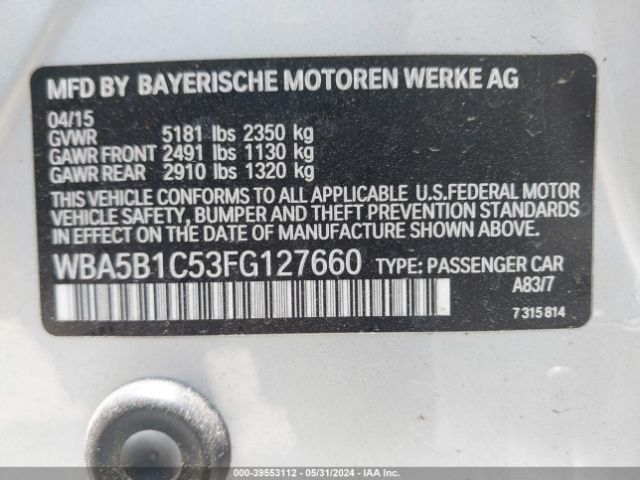 MFD BY BAYERISCHE MOTOREN WERKE AG
04/15
GVWR 5181 lbs 2350 kg
GAWR FRONT 2491 lbs 1130 kg
GAWR REAR 2910 lbs 1320 kg
THIS VEHICLE CONFORMS TO ALL APPLICABLE U.S.FEDERAL MOTOR
VEHICLE SAFETY, BUMPER AND THEFT PREVENTION STANDARDS
IN EFFECT ON THE DATE OF MANUFACTURE SHOWN ABOVE.
WBA5B1C53FG127660 TYPE: PASSENGER CAR
A83/7
7 315 814
000-39553112 - 05/31/2024 - IAA Inc.